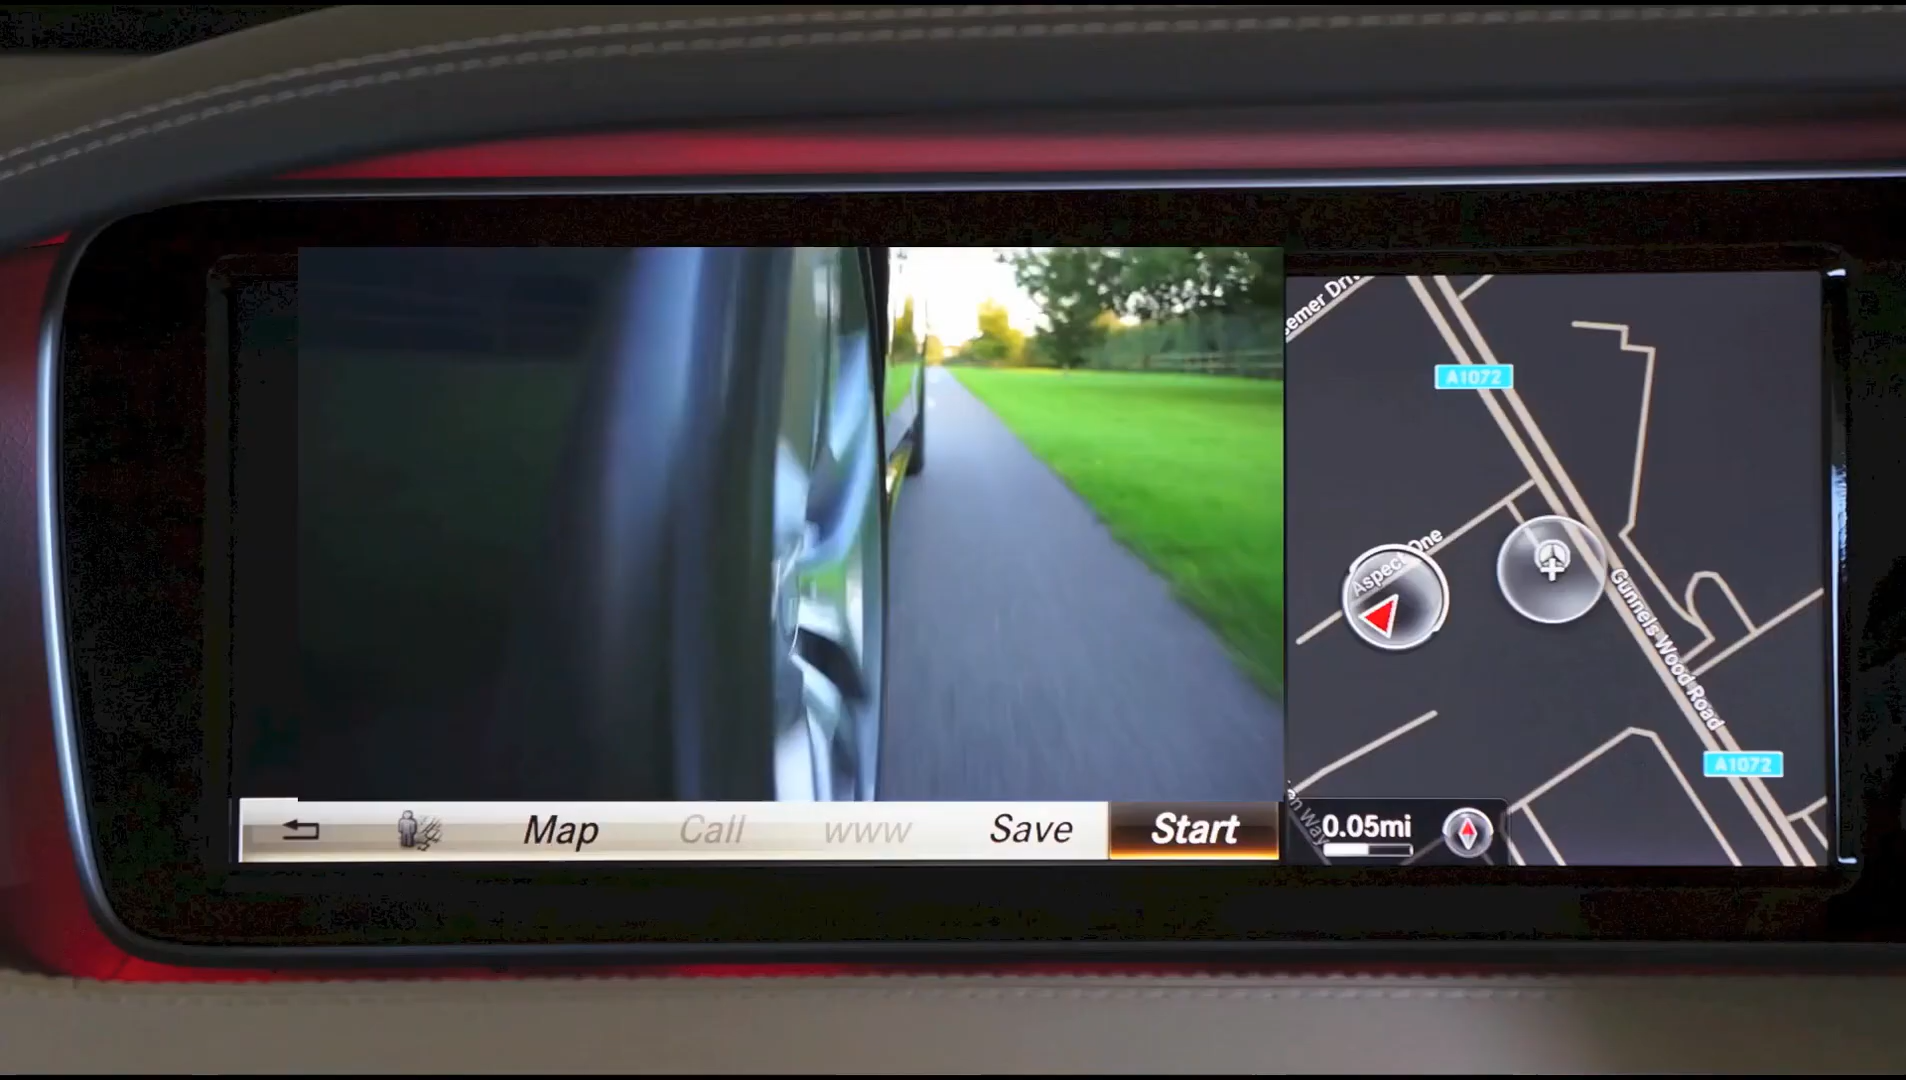 Map Call www Save Start
A1072
Aspect One
Gunnels Wood Road
A1072
0.05mi